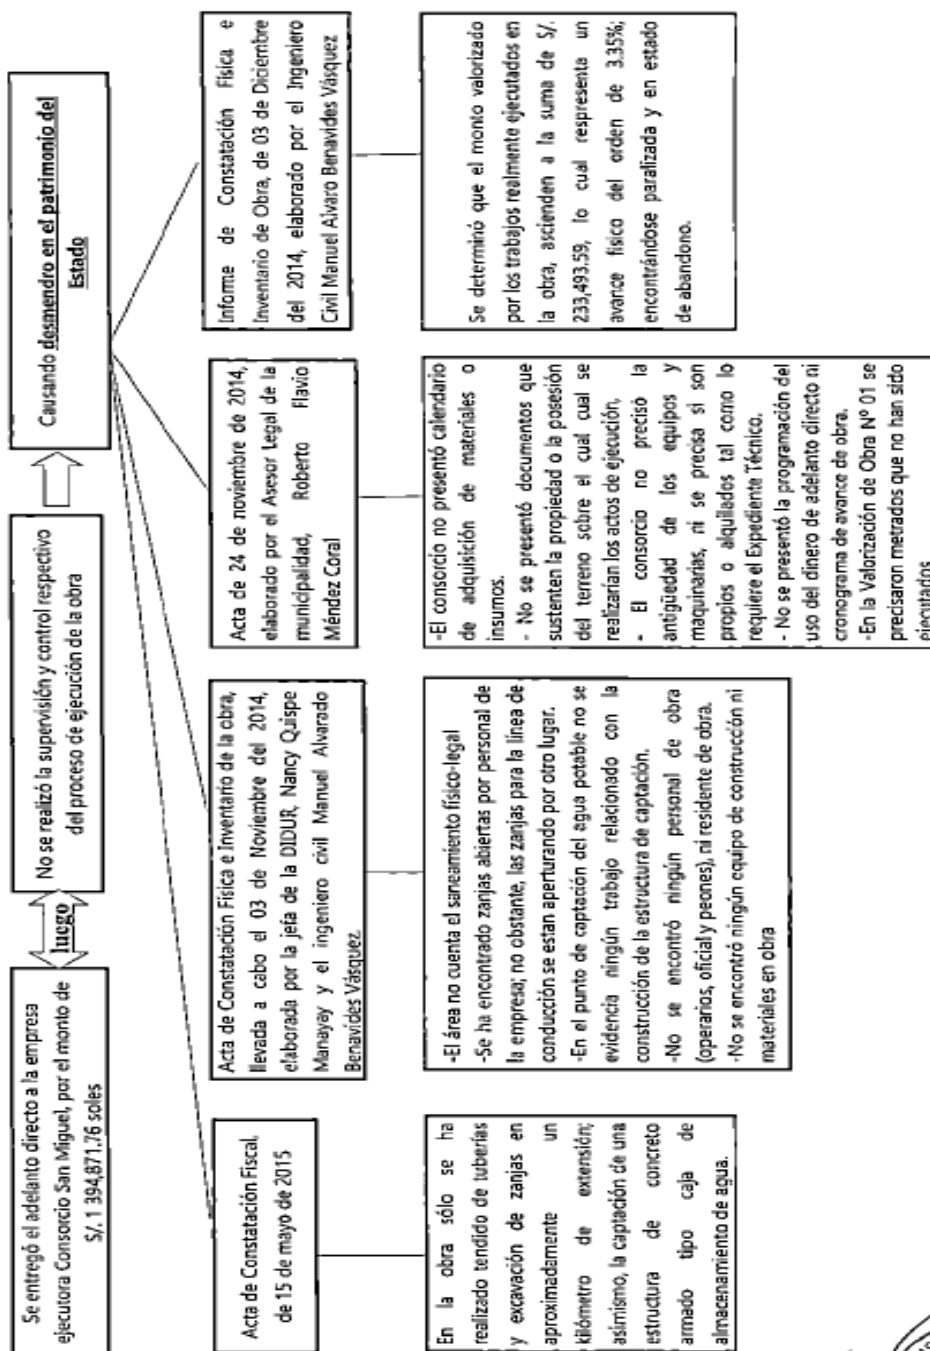 Se entregó el adelanto directo a la empresa
ejecutora Consorcio San Miguel, por el monto de
S/. 1 394,871.76 soles
luego
No se realizó la supervisión y control respectivo
del proceso de ejecución de la obra
Causando desmendro en el patrimonio del
Estado
Acta de Constatación Fiscal,
de 15 de mayo de 2015
En la obra sólo se ha
realizado tendido de tuberías
y excavación de zanjas en
aproximadamente un
kilómetro de extensión;
asimismo, la captación de una
estructura de concreto
armado tipo caja de
almacenamiento de agua.
Acta de Constatación Física e Inventario de la obra,
llevada a cabo el 03 de Noviembre del 2014,
elaborada por la jefa de la DIDUR, Nancy Quispe
Manayay y el ingeniero civil Manuel Alvarado
Benavides Vásquez
-El área no cuenta el saneamiento físico-legal
-Se ha encontrado zanjas abiertas por personal de
la empresa; no obstante, las zanjas para la línea de
conducción se estan aperturando por otro lugar.
-En el punto de captación del agua potable no se
evidencia ningún trabajo relacionado con la
construcción de la estructura de captación.
-No se encontró ningún personal de obra
(operarios, oficial y peones), ni residente de obra.
-No se encontró ningún equipo de construcción ni
materiales en obra
Acta de 24 de noviembre de 2014,
elaborado por el Asesor Legal de la
municipalidad, Roberto Flavio
Méndez Coral
-El consorcio no presentó calendario
de adquisición de materiales o
insumos.
- No se presentó documentos que
sustenten la propiedad o la posesión
del terreno sobre el cual cual se
realizarían los actos de ejecución,
- El consorcio no precisó la
antigüedad de los equipos y
maquinarias, ni se precisa si son
propios o alquilados tal como lo
requiere el Expediente Técnico.
- No se presentó la programación del
uso del dinero de adelanto directo ni
cronograma de avance de obra.
-En la Valorización de Obra Nº 01 se
precisaron metrados que no han sido
ejecutados
Informe de Constatación Física e
Inventario de Obra, de 03 de Diciembre
del 2014, elaborado por el Ingeniero
Civil Manuel Alvaro Benavides Vásquez
Se determinó que el monto valorizado
por los trabajos realmente ejecutados en
la obra, ascienden a la suma de S/.
233,493.59, lo cual respresenta un
avance físico del orden de 3.35%;
encontrándose paralizada y en estado
de abandono.